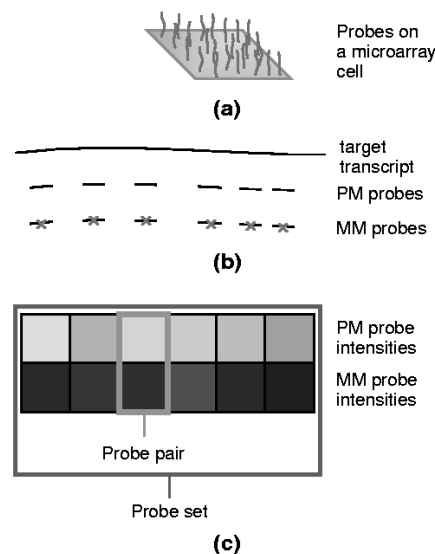 Probes on
a microarray
cell
(a)
target
transcript
PM probes
MM probes
(b)
PM probe
intensities
MM probe
intensities
Probe pair
Probe set
(c)